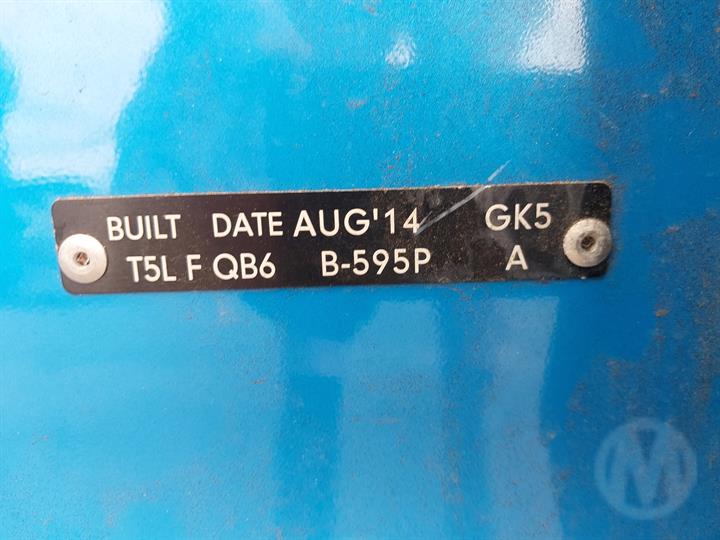 BUILT DATE AUG'14 GK5
T5L F QB6 B-595P A
M